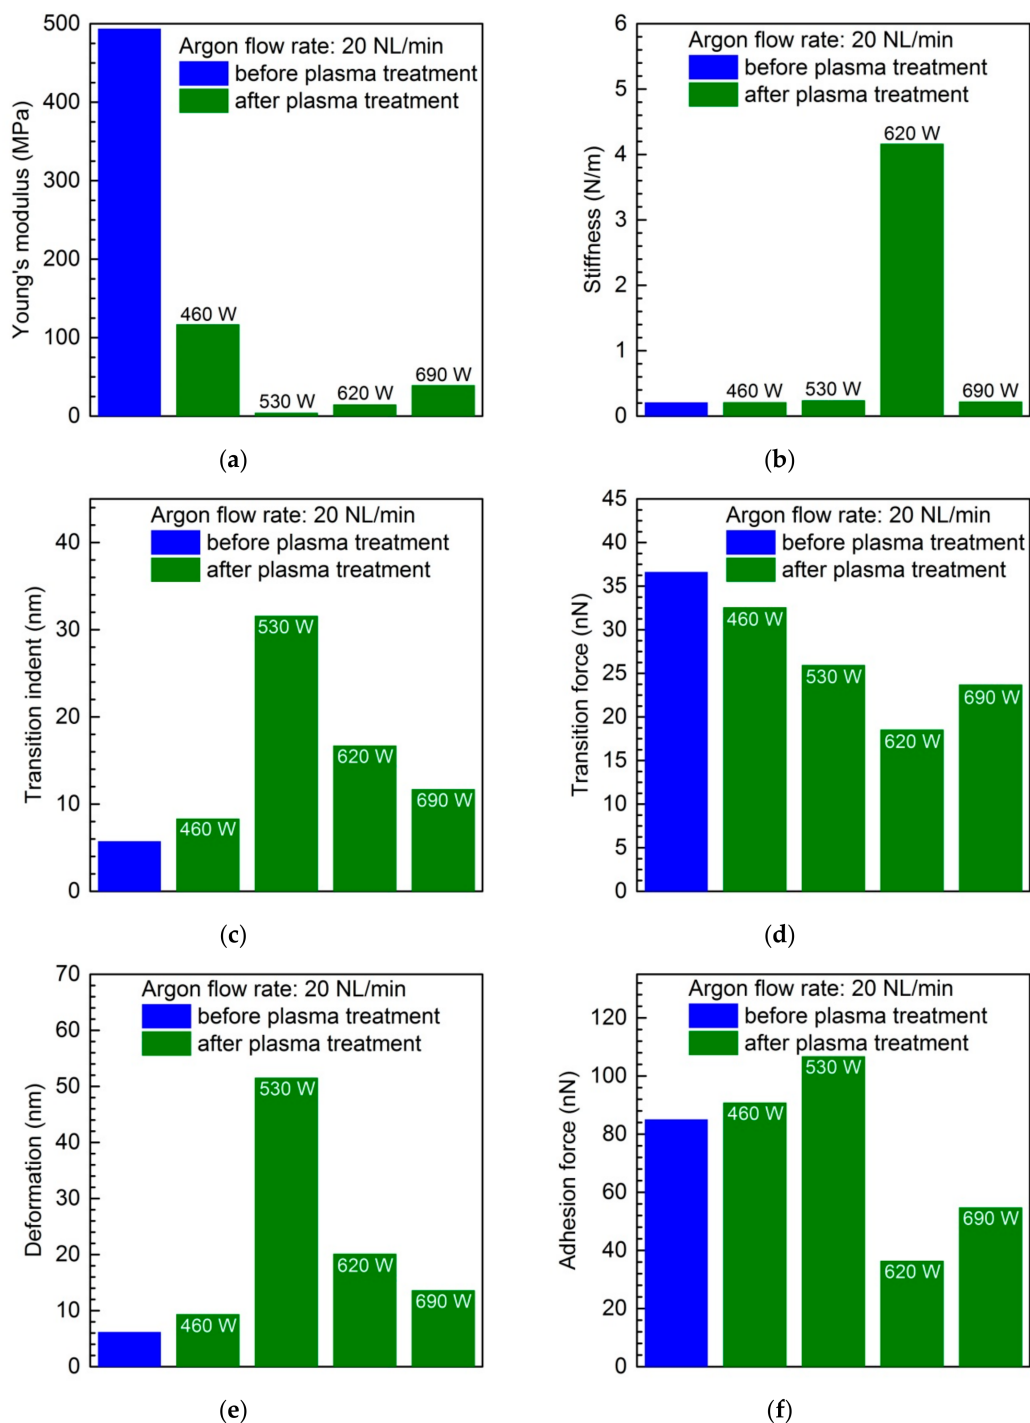 Argon flow rate: 20 NL/min
before plasma treatment
after plasma treatment
Young's modulus (MPa)
500
400
300
200
100
0
460 W
530 W
620 W
690 W
(a)
Argon flow rate: 20 NL/min
before plasma treatment
after plasma treatment
Stiffness (N/m)
6
5
4
3
2
1
0
460 W
530 W
620 W
690 W
(b)
Argon flow rate: 20 NL/min
before plasma treatment
after plasma treatment
Transition indent (nm)
40
30
20
10
0
460 W
530 W
620 W
690 W
(c)
Argon flow rate: 20 NL/min
before plasma treatment
after plasma treatment
Transition force (nN)
45
40
35
30
25
20
15
10
5
0
460 W
530 W
620 W
690 W
(d)
Argon flow rate: 20 NL/min
before plasma treatment
after plasma treatment
Deformation (nm)
70
60
50
40
30
20
10
0
460 W
530 W
620 W
690 W
(e)
Argon flow rate: 20 NL/min
before plasma treatment
after plasma treatment
Adhesion force (nN)
120
100
80
60
40
20
0
460 W
530 W
620 W
690 W
(f)